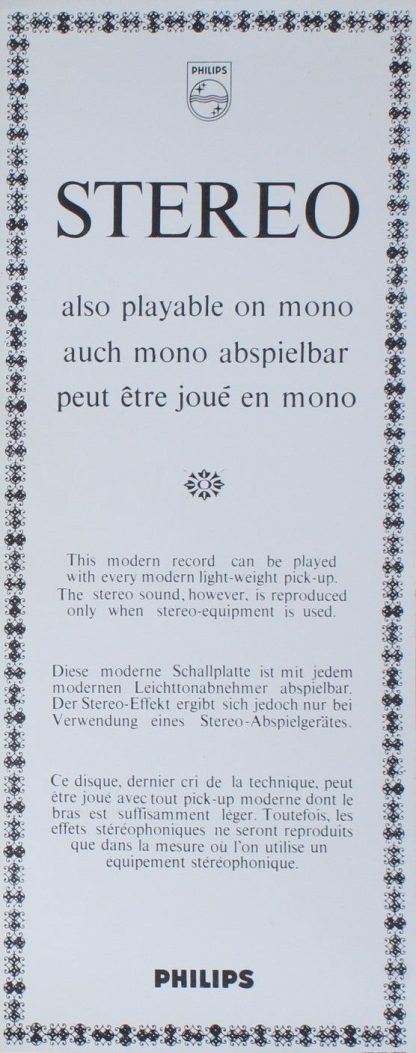 PHILIPS
STEREO
also playable on mono
auch mono abspielbar
peut être joué en mono
This modern record can be played
with every modern light-weight pick-up.
The stereo sound, however, is reproduced
only when stereo-equipment is used.
Diese moderne Schallplatte ist mit jedem
modernen Leichttonabnehmer abspielbar.
Der Stereo-Effekt ergibt sich jedoch nur bei
Verwendung eines Stereo-Abspielgerätes.
Ce disque, dernier cri de la technique, peut
être joué avec tout pick-up moderne dont le
bras est suffisamment léger. Toutefois, les
effets stéréophoniques ne seront reproduits
que dans la mesure où l'on utilise un
équipement stéréophonique.
PHILIPS